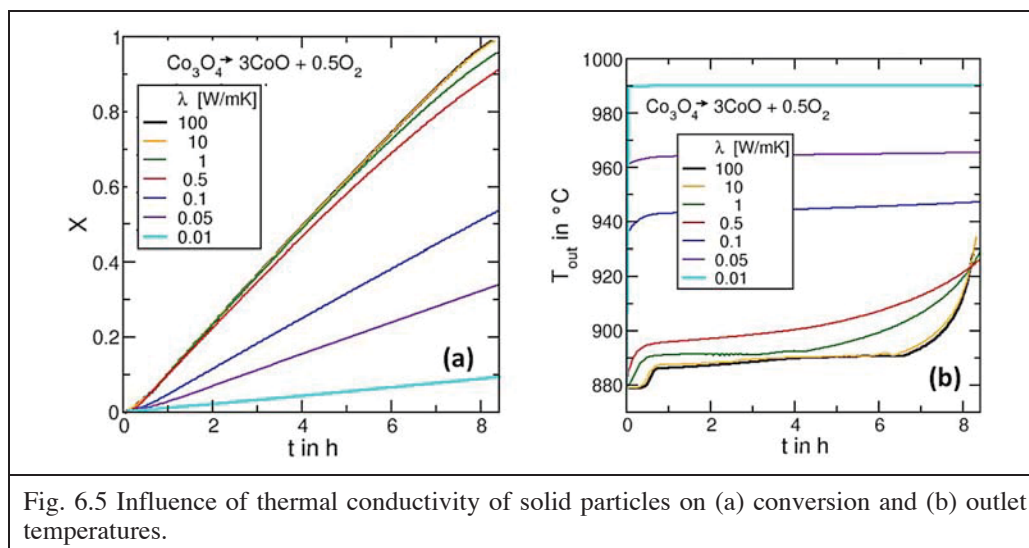 1
0.8
0.6
0.4
0.2
0
X
Co₃O₄→ 3CoO + 0.5O₂
λ [W/mK]
100
10
1
0.5
0.1
0.05
0.01
(a)
0 2 4 6 8
t in h
1000
980
960
940
920
900
880
T_out in °C
Co₃O₄→ 3CoO + 0.5O₂
λ [W/mK]
100
10
1
0.5
0.1
0.05
0.01
(b)
0 2 4 6 8
t in h
Fig. 6.5 Influence of thermal conductivity of solid particles on (a) conversion and (b) outlet
temperatures.